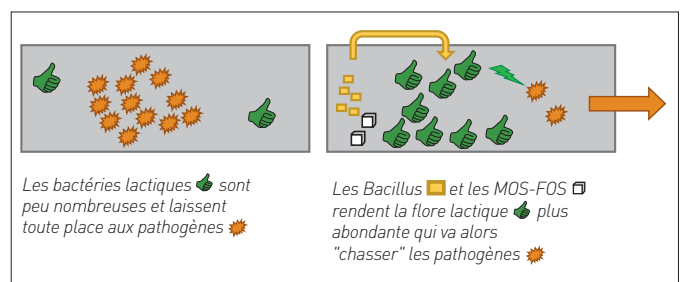 Les bactéries lactiques sont
peu nombreuses et laissent
toute place aux pathogènes
Les Bacillus et les MOS-FOS
rendent la flore lactique plus
abondante qui va alors
"chasser" les pathogènes